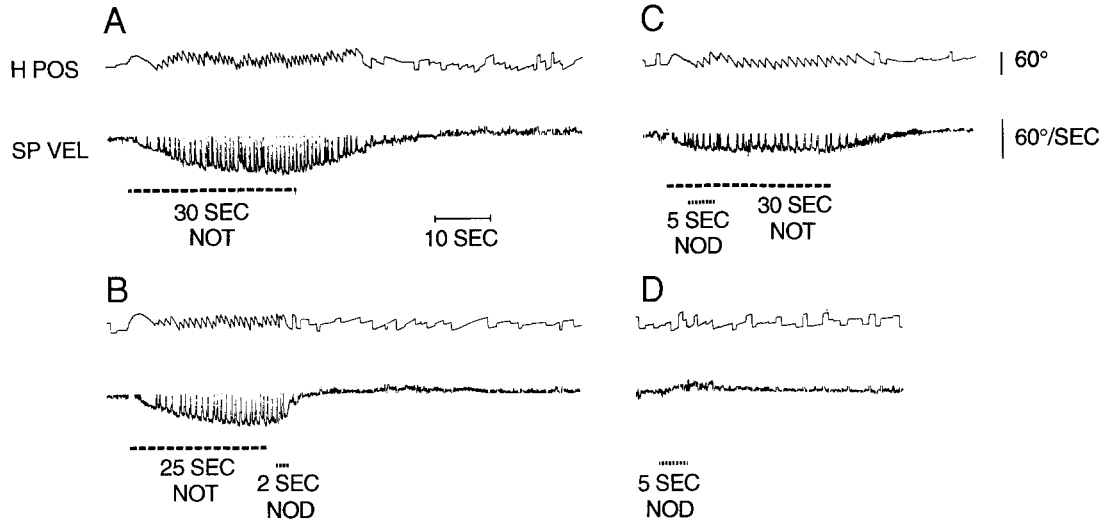 A
C
H POS
60°
SP VEL
60°/SEC
30 SEC
NOT
10 SEC
5 SEC
NOD
30 SEC
NOT
B
D
25 SEC
NOT
2 SEC
NOD
5 SEC
NOD